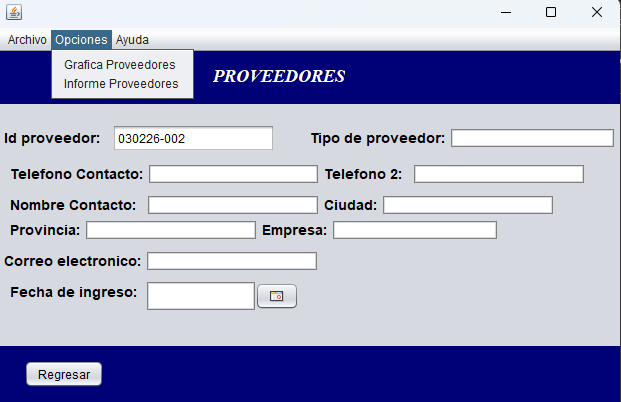 Archivo Opciones Ayuda
Grafica Proveedores
Informe Proveedores
PROVEEDORES
Id proveedor: 030226-002 Tipo de proveedor:
Telefono Contacto: Telefono 2:
Nombre Contacto: Ciudad:
Provincia: Empresa:
Correo electronico:
Fecha de ingreso:
Regresar